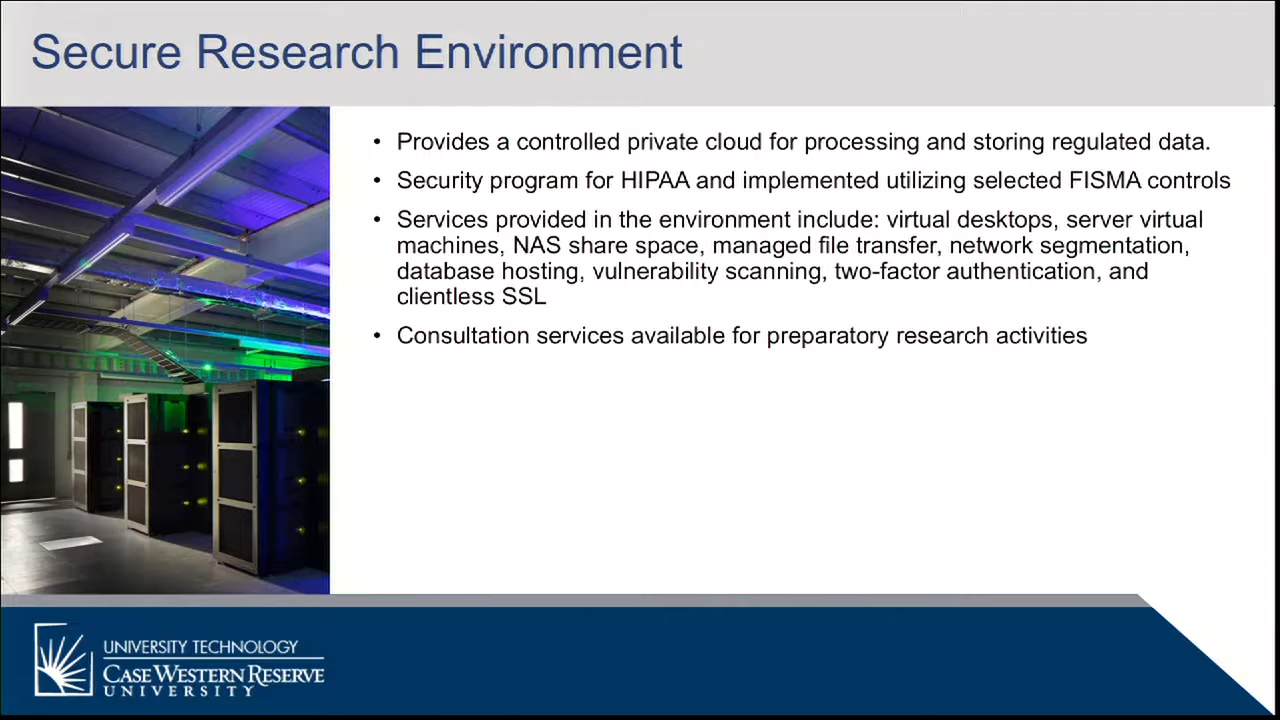 Secure Research Environment
• Provides a controlled private cloud for processing and storing regulated data.
• Security program for HIPAA and implemented utilizing selected FISMA controls
• Services provided in the environment include: virtual desktops, server virtual
machines, NAS share space, managed file transfer, network segmentation,
database hosting, vulnerability scanning, two-factor authentication, and
clientless SSL
• Consultation services available for preparatory research activities
UNIVERSITY TECHNOLOGY
CASE WESTERN RESERVE
UNIVERSITY